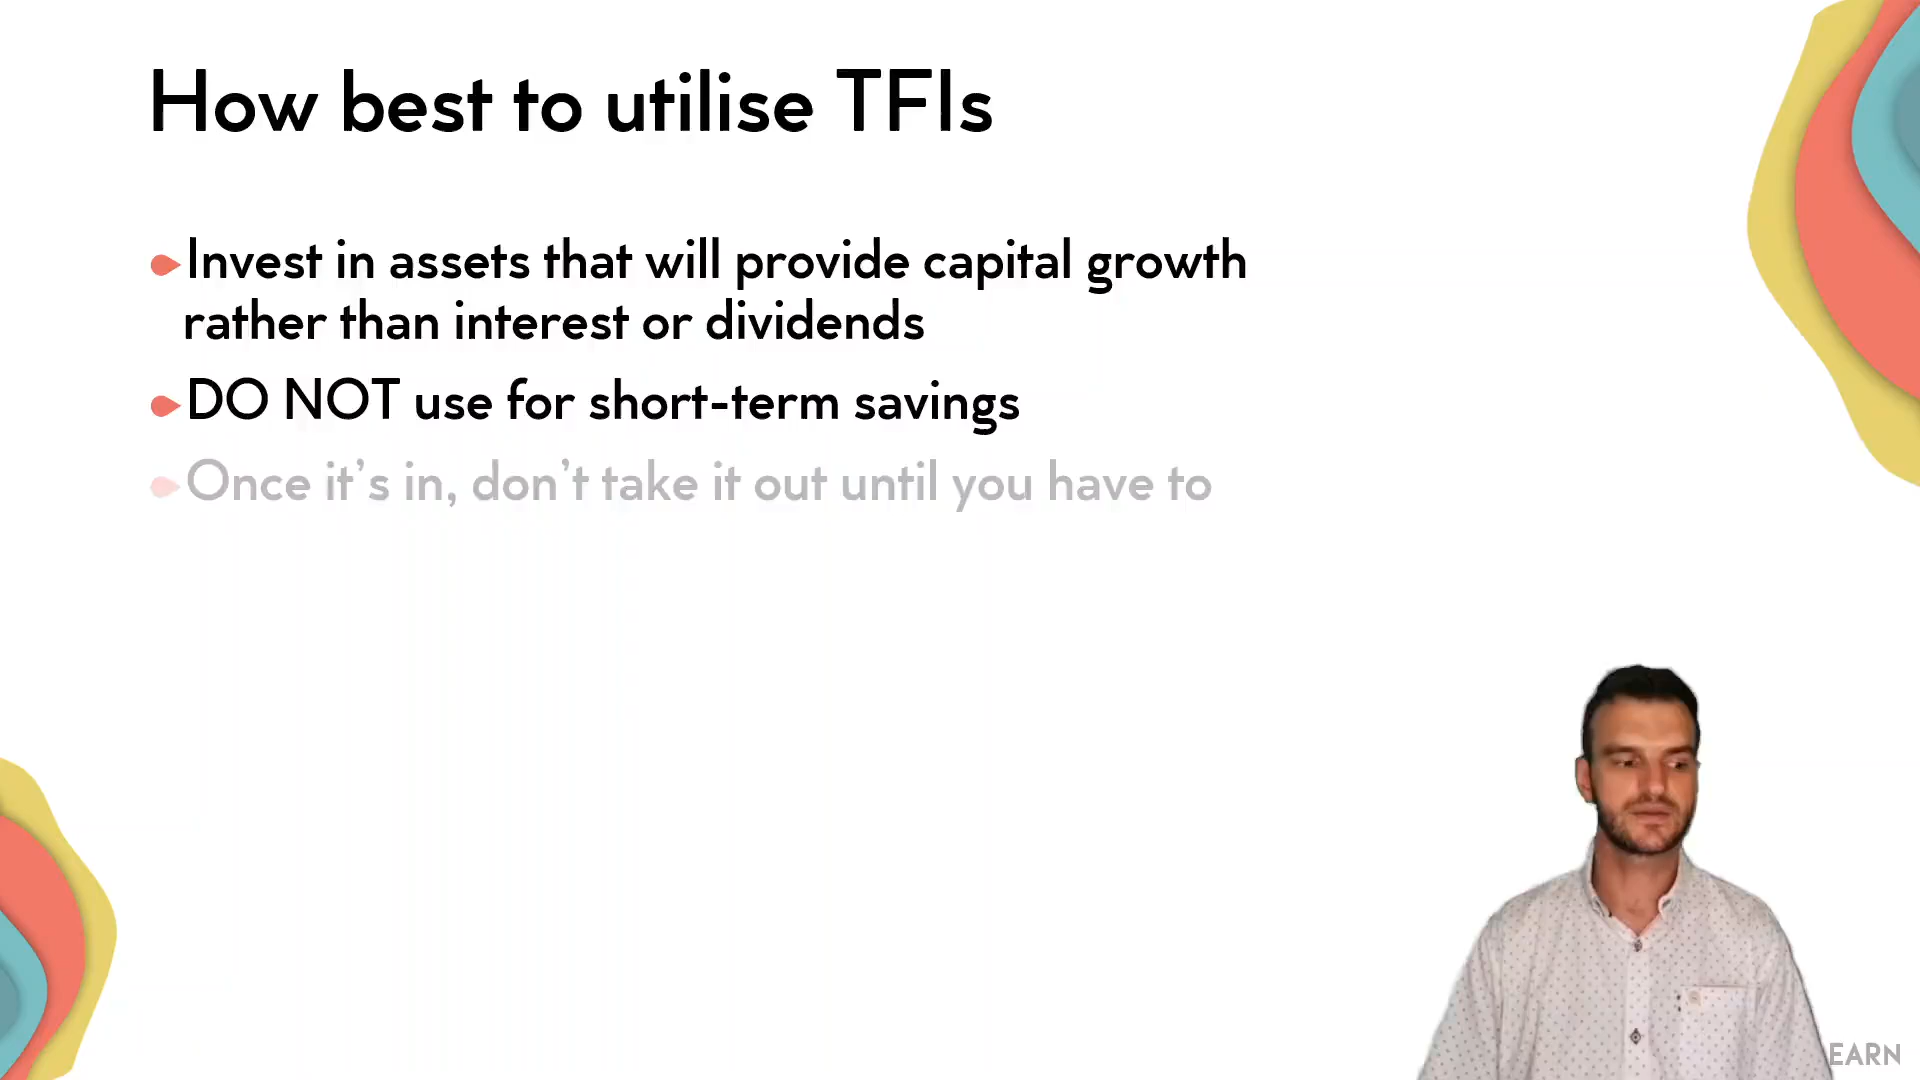 How best to utilise TFIs
Invest in assets that will provide capital growth
rather than interest or dividends
DO NOT use for short-term savings
Once it’s in, don’t take it out until you have to
EARN